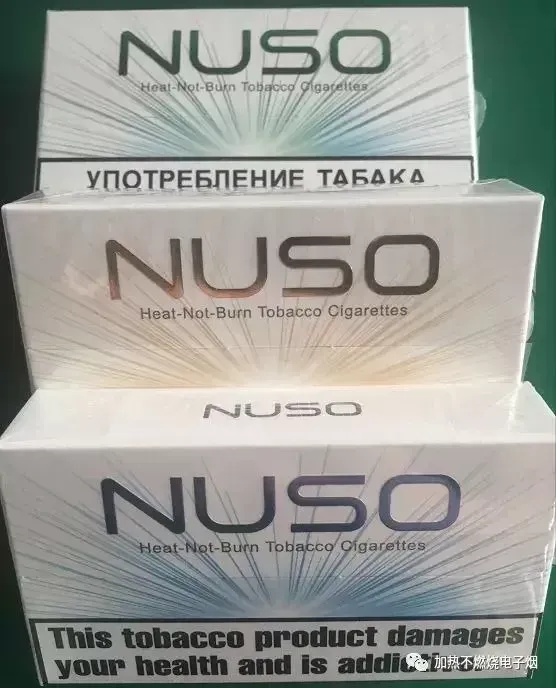 NUSO
Heat-Not-Burn Tobacco Cigarettes
УПОТРЕБЛЕНИЕ ТАБАКА
NUSO
Heat-Not-Burn Tobacco Cigarettes
NUSO
NUSO
Heat-Not-Burn Tobacco Cigarettes
This tobacco product damages
your health and is
加热不燃烧电子烟